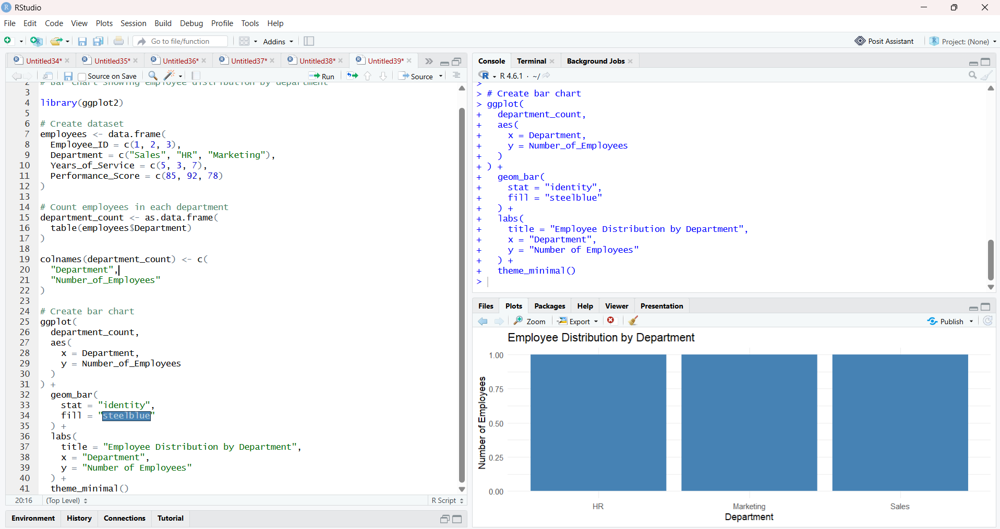 RStudio
File Edit Code View Plots Session Build Debug Profile Tools Help
Go to file/function Addins Posit Assistant Project: (None)
Untitled34* Untitled35* Untitled36* Untitled37* Untitled38* Untitled39*
Source on Save Run Source
2 # Bar chart showing employee distribution by department
3
4 library(ggplot2)
5
6 # Create dataset
7 employees <- data.frame(
8 Employee_ID = c(1, 2, 3),
9 Department = c("Sales", "HR", "Marketing"),
10 Years_of_Service = c(5, 3, 7),
11 Performance_Score = c(85, 92, 78)
12 )
13
14 # Count employees in each department
15 department_count <- as.data.frame(
16 table(employees$Department)
17 )
18
19 colnames(department_count) <- c(
20 "Department",
21 "Number_of_Employees"
22 )
23
24 # Create bar chart
25 ggplot(
26 department_count,
27 aes(
28 x = Department,
29 y = Number_of_Employees
30 )
31 ) +
32 geom_bar(
33 stat = "identity",
34 fill = "steelblue"
35 ) +
36 labs(
37 title = "Employee Distribution by Department",
38 x = "Department",
39 y = "Number of Employees"
40 ) +
41 theme_minimal()
20:16 (Top Level) R Script
Environment History Connections Tutorial
Console Terminal Background Jobs
R 4.6.1 · ~/
>
> # Create bar chart
> ggplot(
+ department_count,
+ aes(
+ x = Department,
+ y = Number_of_Employees
+ )
+ ) +
+ geom_bar(
+ stat = "identity",
+ fill = "steelblue"
+ ) +
+ labs(
+ title = "Employee Distribution by Department",
+ x = "Department",
+ y = "Number of Employees"
+ ) +
+ theme_minimal()
>
Files Plots Packages Help Viewer Presentation
Zoom Export Publish
Employee Distribution by Department
Number of Employees
1.00
0.75
0.50
0.25
0.00
HR Marketing Sales
Department